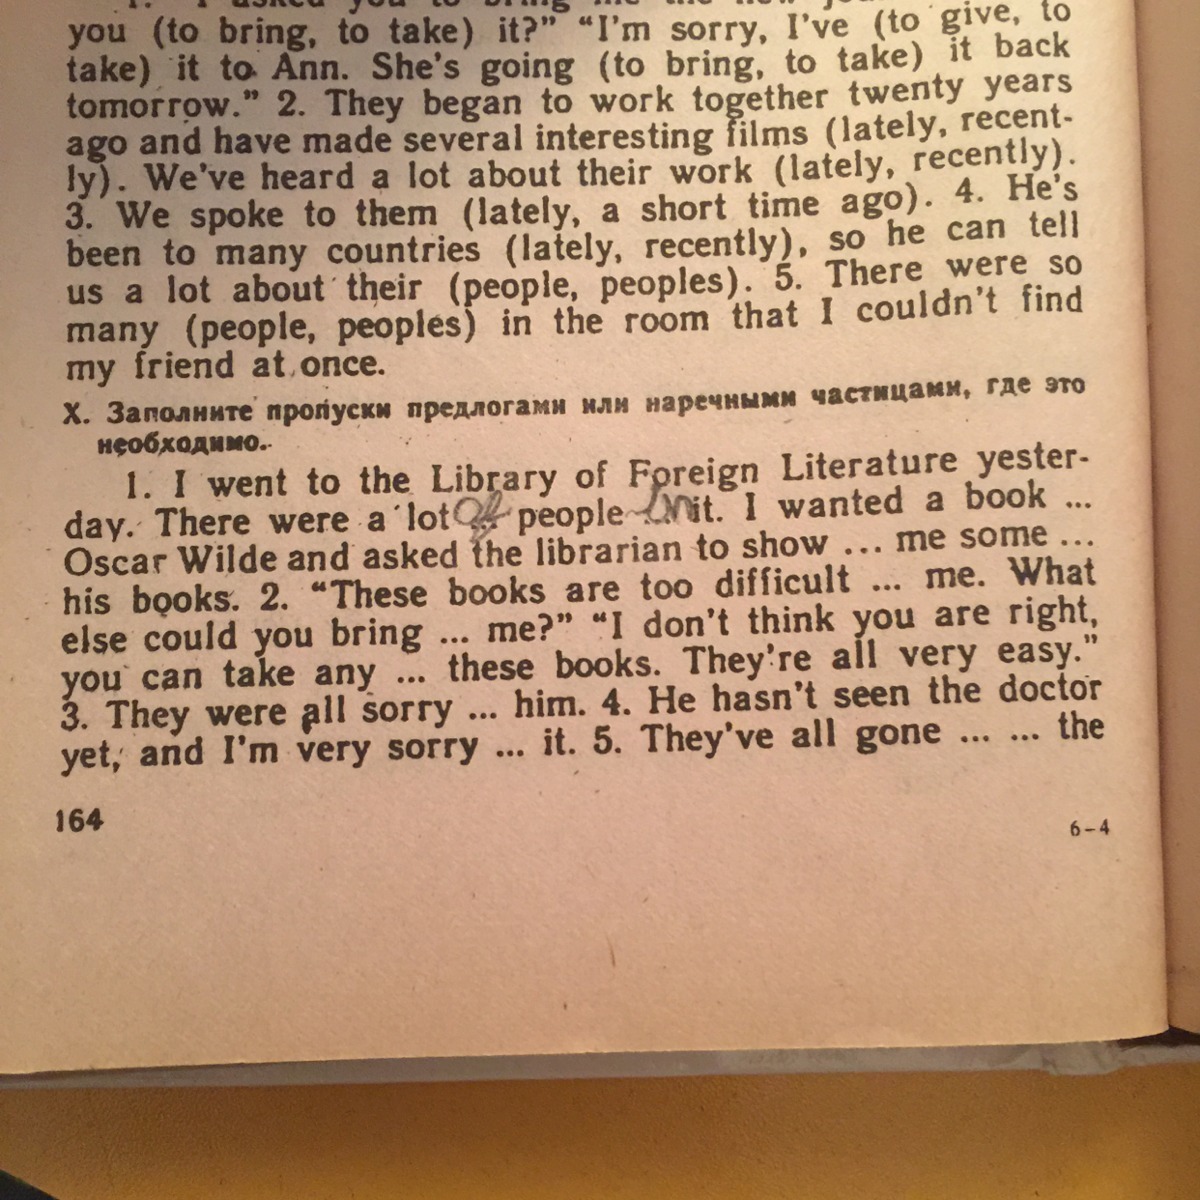 you (to bring, to take) it?" "I'm sorry, I've (to give, to
take) it to Ann. She's going (to bring, to take) it back
tomorrow." 2. They began to work together twenty years
ago and have made several interesting films (lately, recent-
ly). We've heard a lot about their work (lately, recently).
3. We spoke to them (lately, a short time ago). 4. He's
been to many countries (lately, recently), so he can tell
us a lot about their (people, peoples). 5. There were so
many (people, peoples) in the room that I couldn't find
my friend at once.
X. Заполните пропуски предлогами или наречными частицами, где это
необходимо.
1. I went to the Library of Foreign Literature yester-
day. There were a lot of people in it. I wanted a book ...
Oscar Wilde and asked the librarian to show ... me some ...
his books. 2. "These books are too difficult ... me. What
else could you bring ... me?" "I don't think you are right,
you can take any ... these books. They're all very easy."
3. They were all sorry ... him. 4. He hasn't seen the doctor
yet, and I'm very sorry ... it. 5. They've all gone ... ... the
164
6-4